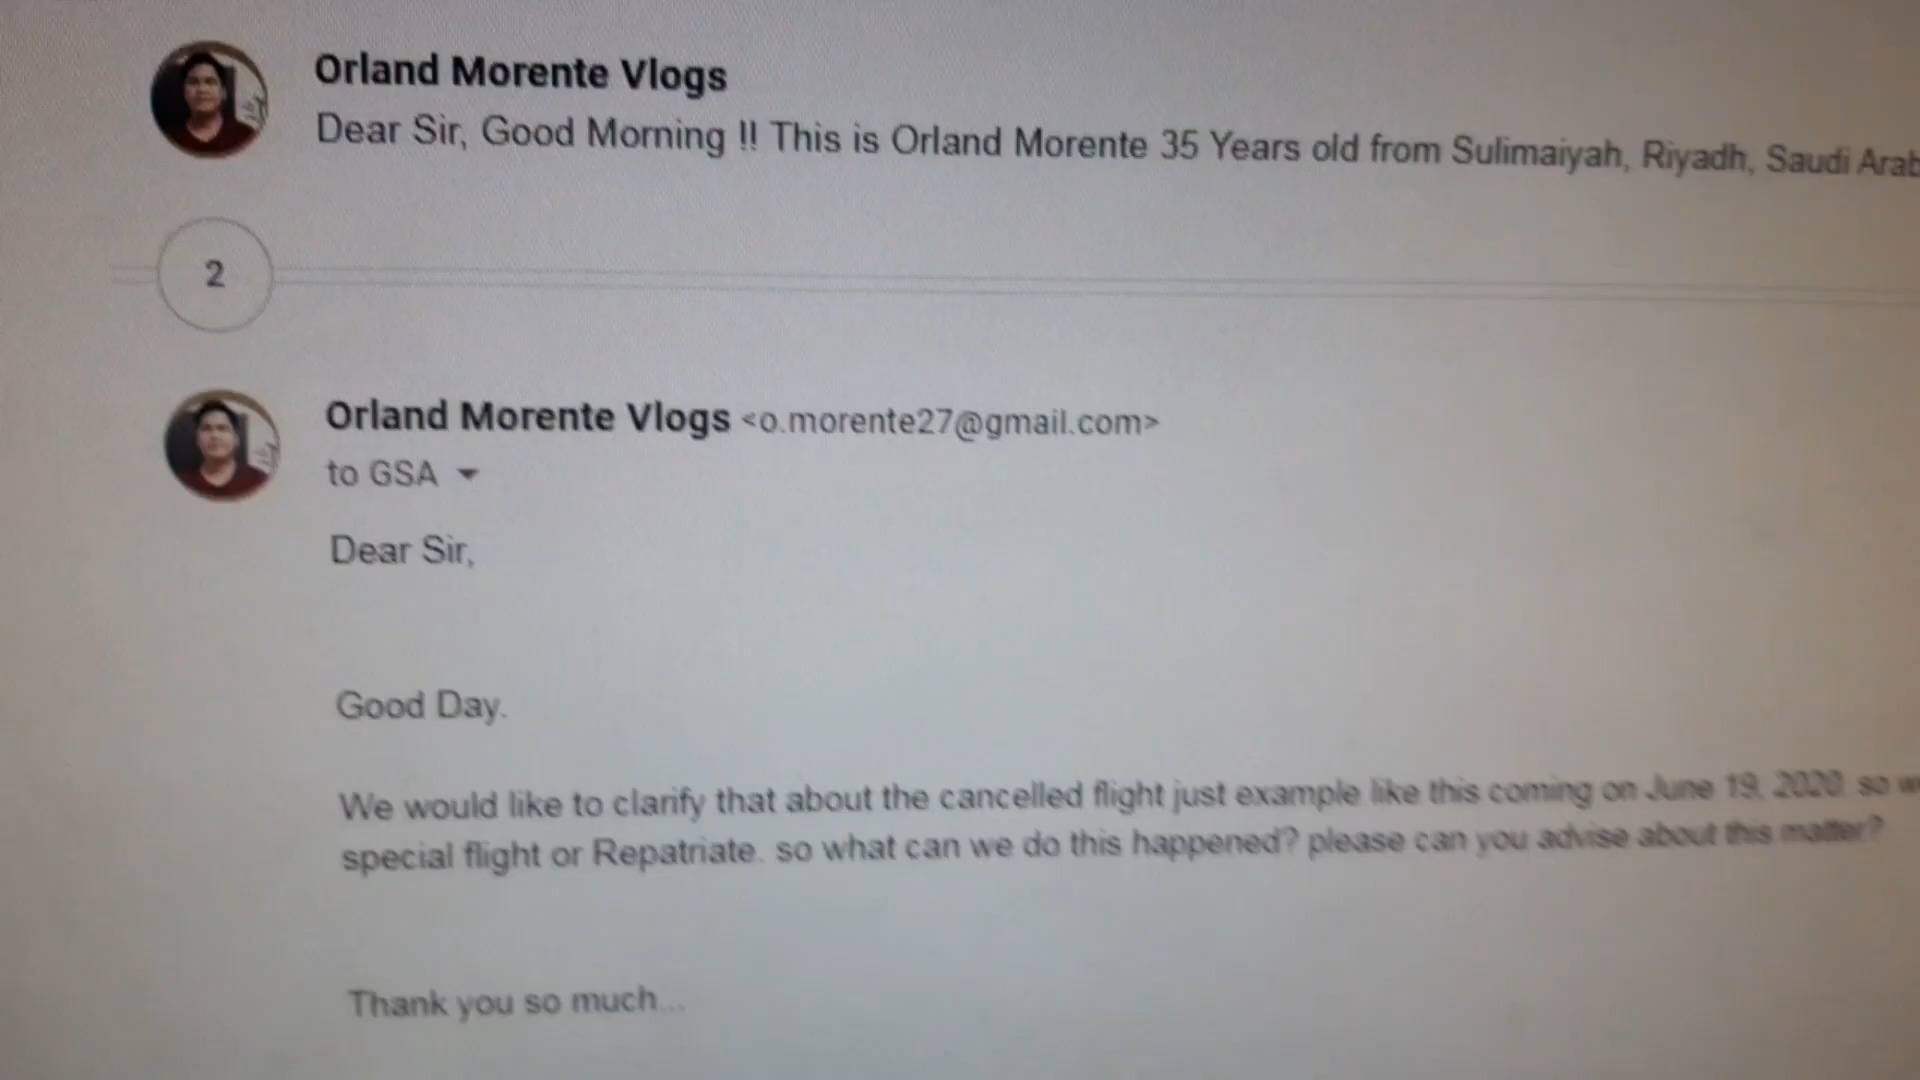 Orland Morente Vlogs
Dear Sir, Good Morning !! This is Orland Morente 35 Years old from Sulimaiyah, Riyadh, Saudi Arab
2
Orland Morente Vlogs <o.morente27@gmail.com>
to GSA
Dear Sir,
Good Day.
We would like to clarify that about the cancelled flight just example like this coming on June 19, 2020 so
special flight or Repatriate. so what can we do this happened? please can you advise about this matter?
Thank you so much...